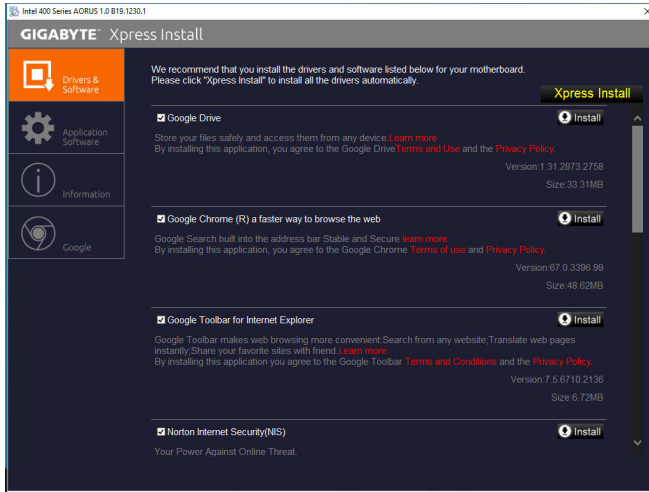 Intel 400 Series AORUS 1.0 B19.1230.1
GIGABYTE™ Xpress Install
Drivers &
Software
Application
Software
Information
Google
We recommend that you install the drivers and software listed below for your motherboard.
Please click "Xpress Install" to install all the drivers automatically.
Xpress Install
Google Drive
Install
Store your files safely and access them from any device.Learn more
By installing this application, you agree to the Google DriveTerms and Use and the Privacy Policy.
Version:1.31.2873.2758
Size:33.31MB
Google Chrome (R) a faster way to browse the web
Install
Google Search built into the address bar Stable and Secure learn more
By installing this application, you agree to the Google Chrome Terms of use and Privacy Policy.
Version:67.0.3396.99
Size:48.62MB
Google Toolbar for Internet Explorer
Install
Google Toolbar makes web browsing more convenient:Search from any website;Translate web pages
instantly;Share your favorite sites with friend.Learn more
By installing this application you agree to the Google Toolbar Terms and Conditions and the Privacy Policy.
Version:7.5.6710.2136
Size:6.72MB
Norton Internet Security(NIS)
Install
Your Power Against Online Threat.